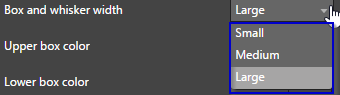 Box and whisker width Large
Small
Upper box color
Medium
Large
Lower box color